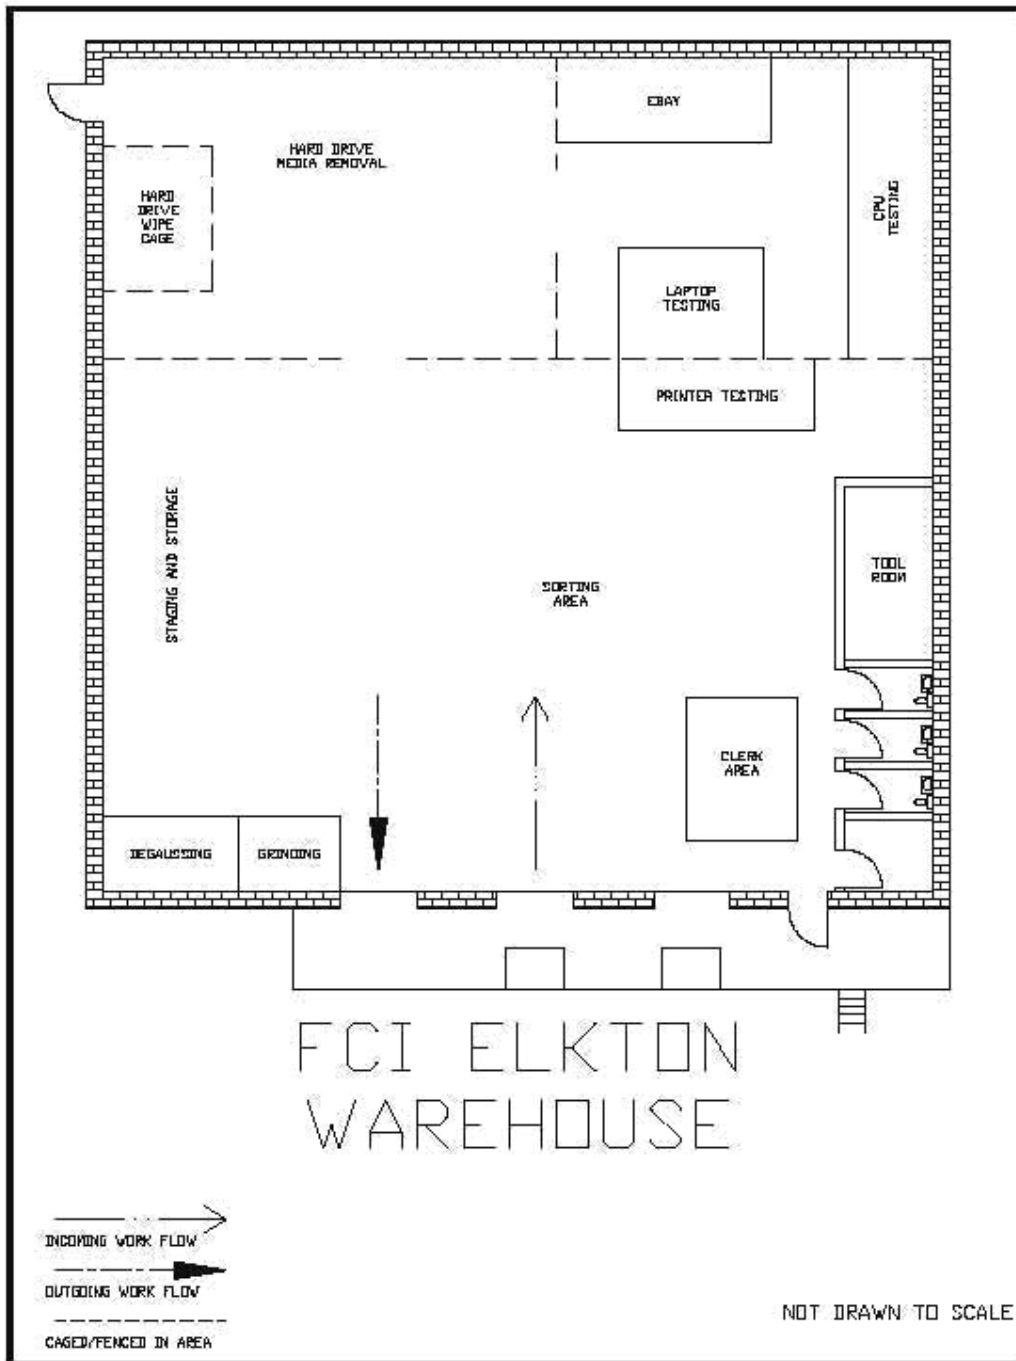 EBAY
HARD DRIVE
MEDIA REMOVAL
HARD
DRIVE
WIPE
CAGE
CPU
TESTING
LAPTOP
TESTING
PRINTER TESTING
STAGING AND STORAGE
TOOL
ROOM
SORTING
AREA
CLERK
AREA
DEGAUSSING
GRINDING
FCI ELKTON
WAREHOUSE
INCOMING WORK FLOW
OUTGOING WORK FLOW
CAGED/FENCED IN AREA
NOT DRAWN TO SCALE